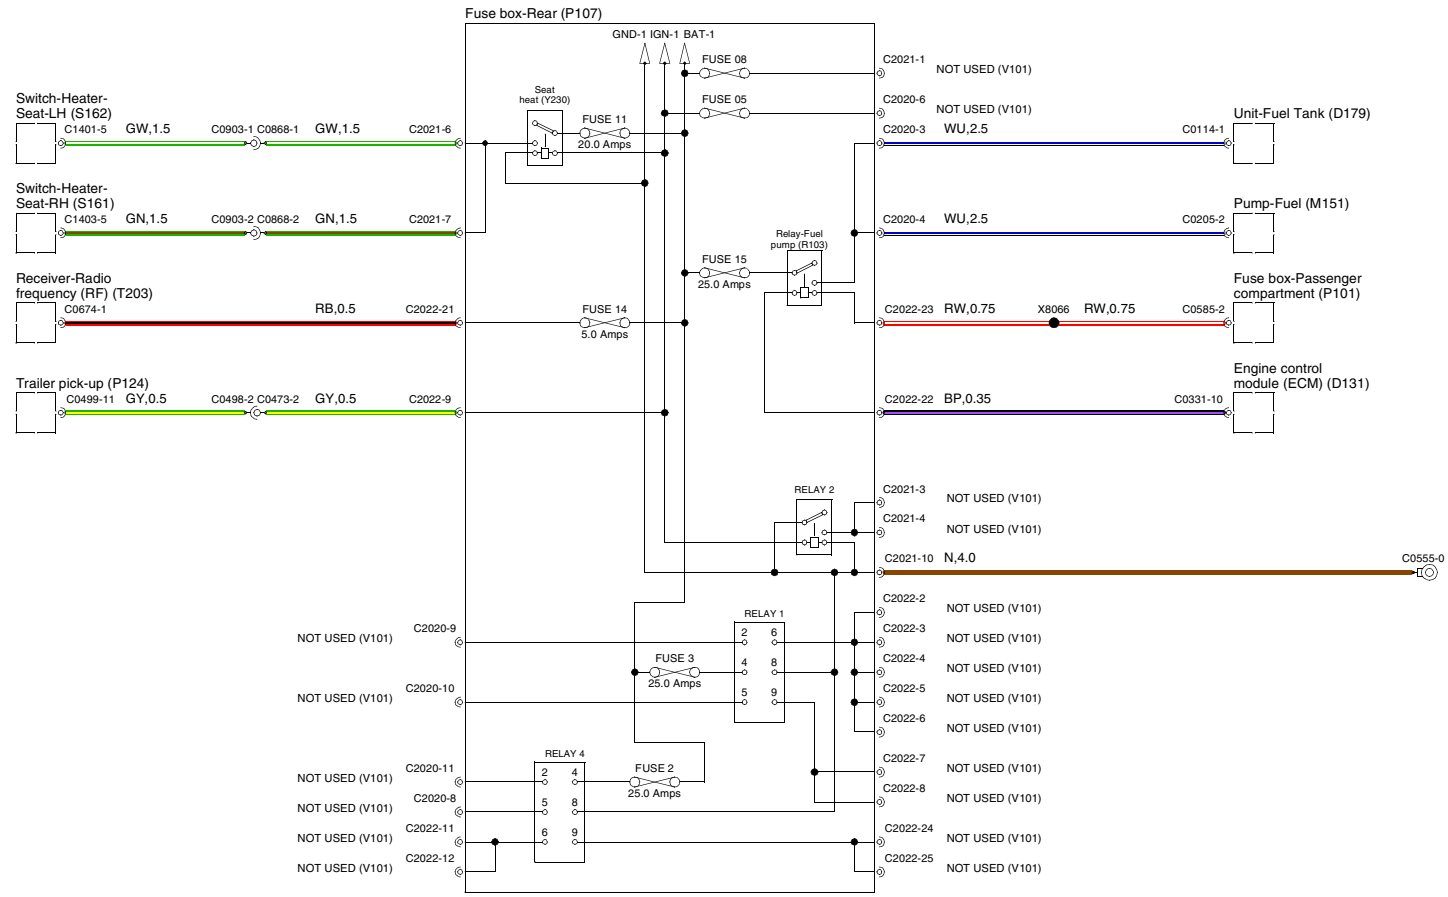 Fuse box-Rear (P107)
GND-1 IGN-1 BAT-1
FUSE 08
C2021-1
NOT USED (V101)
Seat
heat (Y230)
FUSE 05
C2020-6
NOT USED (V101)
Switch-Heater-
Seat-LH (S162)
C1401-5 GW,1.5 C0903-1 C0868-1 GW,1.5 C2021-6
FUSE 11
20.0 Amps
C2020-3 WU,2.5 C0114-1
Unit-Fuel Tank (D179)
Switch-Heater-
Seat-RH (S161)
C1403-5 GN,1.5 C0903-2 C0868-2 GN,1.5 C2021-7
C2020-4 WU,2.5 C0205-2
Pump-Fuel (M151)
Relay-Fuel
pump (R103)
FUSE 15
25.0 Amps
Receiver-Radio
frequency (RF) (T203)
C0674-1 RB,0.5 C2022-21
FUSE 14
5.0 Amps
C2022-23 RW,0.75 X8066 RW,0.75 C0585-2
Fuse box-Passenger
compartment (P101)
Trailer pick-up (P124)
C0499-11 GY,0.5 C0498-2 C0473-2 GY,0.5 C2022-9
C2022-22 BP,0.35 C0331-10
Engine control
module (ECM) (D131)
RELAY 2
C2021-3
NOT USED (V101)
C2021-4
NOT USED (V101)
C2021-10 N,4.0 C0555-0
C2022-2
NOT USED (V101)
RELAY 1
C2020-9
NOT USED (V101)
2 6
C2022-3
NOT USED (V101)
FUSE 3
25.0 Amps
4 8
C2022-4
NOT USED (V101)
C2020-10
NOT USED (V101)
5 9
C2022-5
NOT USED (V101)
C2022-6
NOT USED (V101)
RELAY 4
C2020-11
NOT USED (V101)
2 4
FUSE 2
25.0 Amps
C2022-7
NOT USED (V101)
C2020-8
NOT USED (V101)
5 8
C2022-8
NOT USED (V101)
C2022-11
NOT USED (V101)
6 9
C2022-24
NOT USED (V101)
C2022-12
NOT USED (V101)
C2022-25
NOT USED (V101)